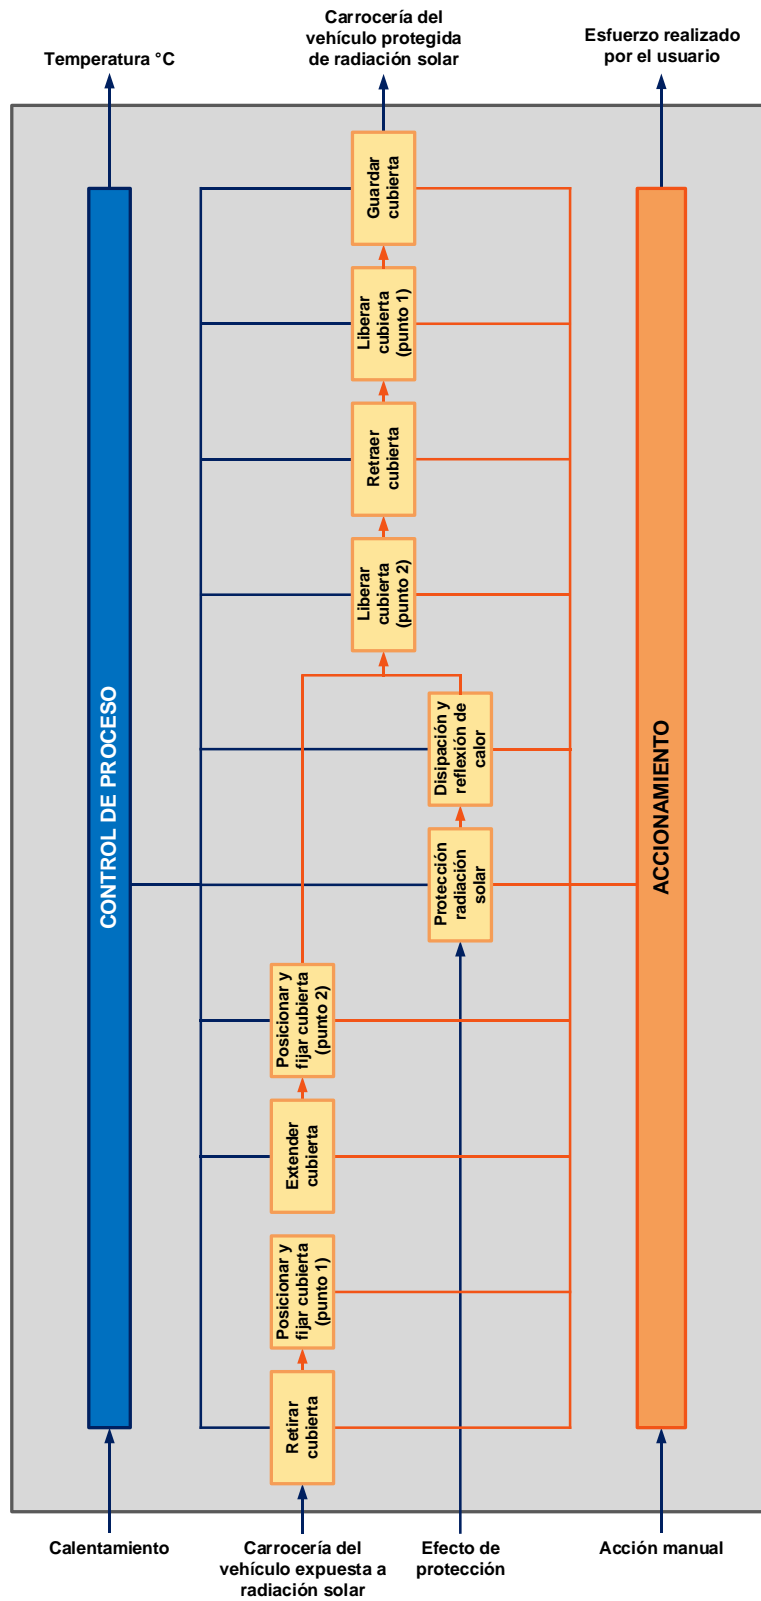 Temperatura °C
Carrocería del
vehículo protegida
de radiación solar
Esfuerzo realizado
por el usuario
CONTROL DE PROCESO
Guardar
cubierta
Liberar
cubierta
(punto 1)
Retraer
cubierta
Liberar
cubierta
(punto 2)
Disipación y
reflexión de
calor
Protección
radiación
solar
Posicionar y
fijar cubierta
(punto 2)
Extender
cubierta
Posicionar y
fijar cubierta
(punto 1)
Retirar
cubierta
ACCIONAMIENTO
Calentamiento
Carrocería del
vehículo expuesta a
radiación solar
Efecto de
protección
Acción manual